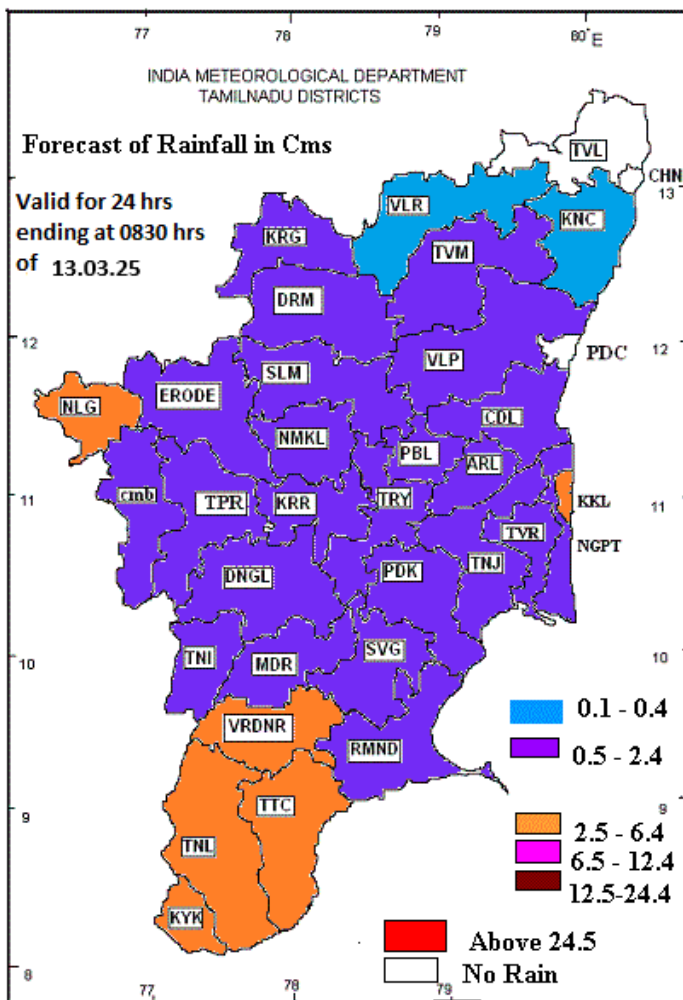 77 78 79 80° E
INDIA METEOROLOGICAL DEPARTMENT
TAMILNADU DISTRICTS
Forecast of Rainfall in Cms
TVL
CHN
13
Valid for 24 hrs
ending at 0830 hrs
of 13.03.25
VLR
KNC
KRG
TVM
DRM
12
12
PDC
VLP
SLM
ERODE
NLG
CDL
NMKL
PBL
ARL
cmb
TPR
KRR
TRY
11
11
KKL
TVR
NGPT
DNGL
PDK
TNJ
10
10
TNI
MDR
SVG
VRDNR
RMND
0.1 - 0.4
0.5 - 2.4
9
9
TTC
2.5 - 6.4
TNL
6.5 - 12.4
12.5-24.4
KYK
Above 24.5
8
No Rain
77 78 79